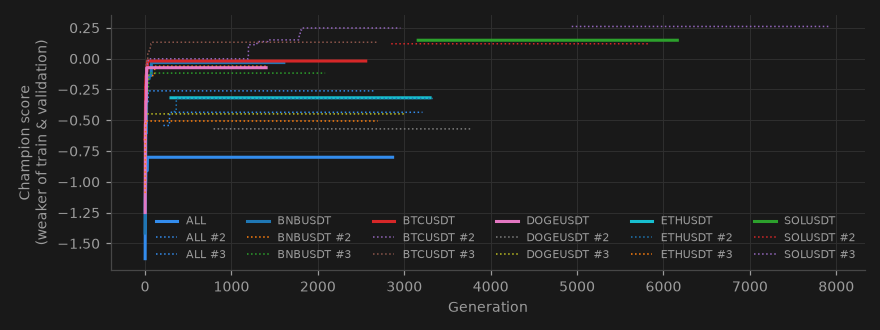 Champion score
(weaker of train & validation)
0.25
0.00
−0.25
−0.50
−0.75
−1.00
−1.25
−1.50
ALL BNBUSDT BTCUSDT DOGEUSDT ETHUSDT SOLUSDT
ALL #2 BNBUSDT #2 BTCUSDT #2 DOGEUSDT #2 ETHUSDT #2 SOLUSDT #2
ALL #3 BNBUSDT #3 BTCUSDT #3 DOGEUSDT #3 ETHUSDT #3 SOLUSDT #3
0 1000 2000 3000 4000 5000 6000 7000 8000
Generation